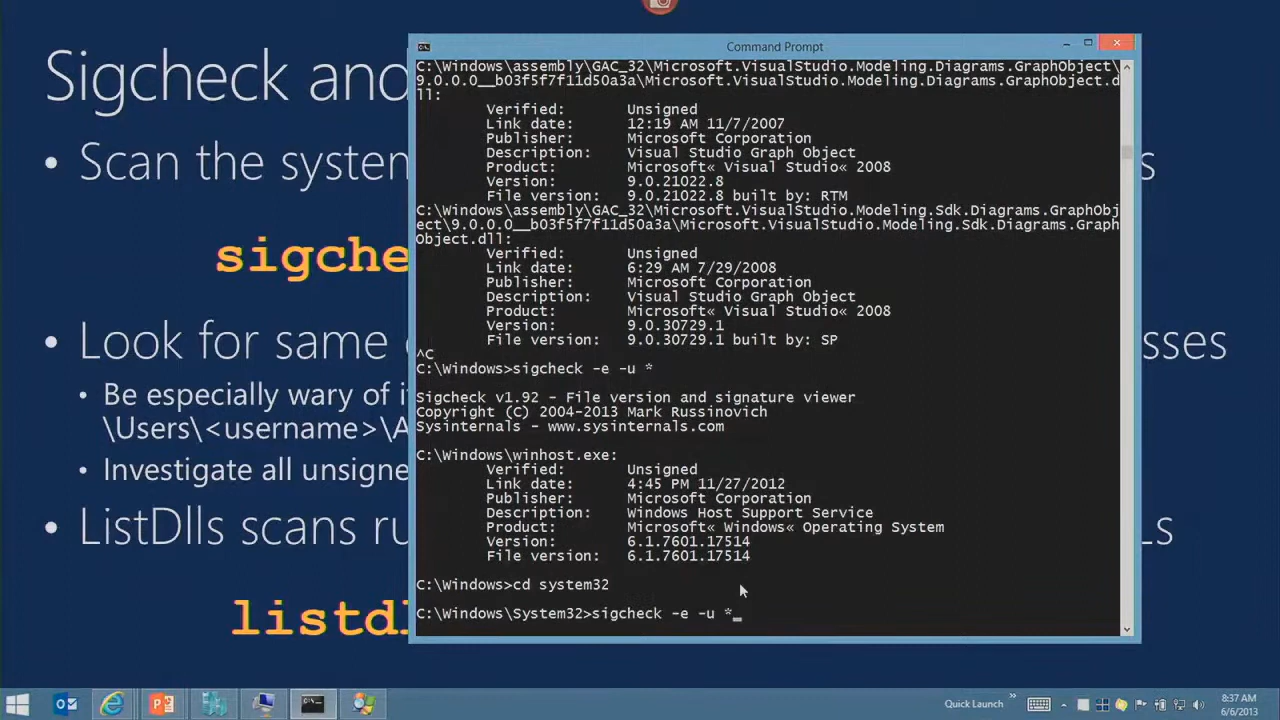 Sigcheck and
• Scan the system
s
sigche
• Look for same
sses
• Be especially wary of i
\Users\<username>\A
• Investigate all unsigne
• ListDlls scans ru
Ls
listdl
Command Prompt
C:\Windows\assembly\GAC_32\Microsoft.VisualStudio.Modeling.Diagrams.GraphObject\
9.0.0.0__b03f5f7f11d50a3a\Microsoft.VisualStudio.Modeling.Diagrams.GraphObject.d
ll:
Verified: Unsigned
Link date: 12:19 AM 11/7/2007
Publisher: Microsoft Corporation
Description: Visual Studio Graph Object
Product: Microsoft« Visual Studio« 2008
Version: 9.0.21022.8
File version: 9.0.21022.8 built by: RTM
C:\Windows\assembly\GAC_32\Microsoft.VisualStudio.Modeling.Sdk.Diagrams.GraphObj
ect\9.0.0.0__b03f5f7f11d50a3a\Microsoft.VisualStudio.Modeling.Sdk.Diagrams.Graph
Object.dll:
Verified: Unsigned
Link date: 6:29 AM 7/29/2008
Publisher: Microsoft Corporation
Description: Visual Studio Graph Object
Product: Microsoft« Visual Studio« 2008
Version: 9.0.30729.1
File version: 9.0.30729.1 built by: SP
^C
C:\Windows>sigcheck -e -u *
Sigcheck v1.92 - File version and signature viewer
Copyright (C) 2004-2013 Mark Russinovich
Sysinternals - www.sysinternals.com
C:\Windows\winhost.exe:
Verified: Unsigned
Link date: 4:45 PM 11/27/2012
Publisher: Microsoft Corporation
Description: Windows Host Support Service
Product: Microsoft« Windows« Operating System
Version: 6.1.7601.17514
File version: 6.1.7601.17514
C:\Windows>cd system32
C:\Windows\System32>sigcheck -e -u *_
Quick Launch
8:37 AM
6/6/2013